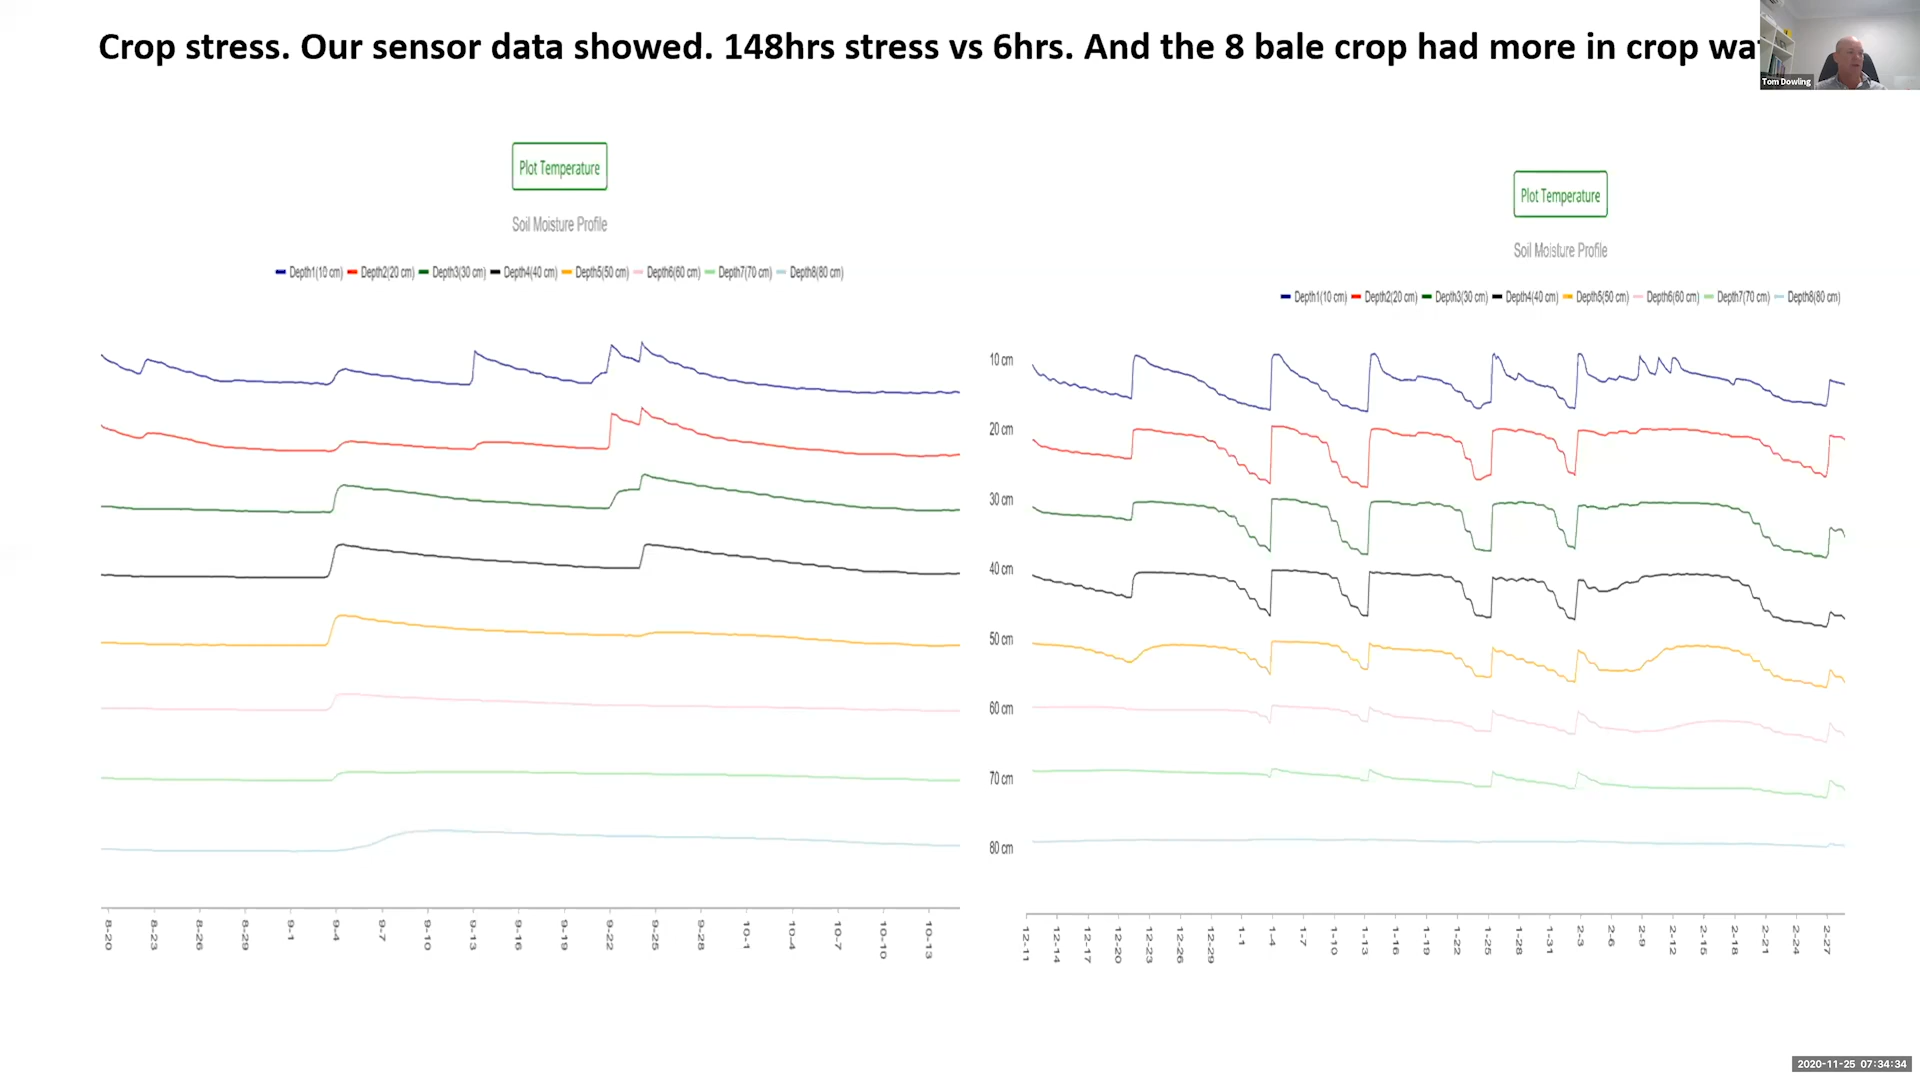 Crop stress. Our sensor data showed. 148hrs stress vs 6hrs. And the 8 bale crop had more in crop wa
Tom Dowling
Plot Temperature
Soil Moisture Profile
Depth1(10 cm) Depth2(20 cm) Depth3(30 cm) Depth4(40 cm) Depth5(50 cm) Depth6(60 cm) Depth7(70 cm) Depth8(80 cm)
8-20 8-23 8-26 8-29 9-1 9-4 9-7 9-10 9-13 9-16 9-19 9-22 9-25 9-28 10-1 10-4 10-7 10-10 10-13
Plot Temperature
Soil Moisture Profile
Depth1(10 cm) Depth2(20 cm) Depth3(30 cm) Depth4(40 cm) Depth5(50 cm) Depth6(60 cm) Depth7(70 cm) Depth8(80 cm)
10 cm
20 cm
30 cm
40 cm
50 cm
60 cm
70 cm
80 cm
12-11 12-14 12-17 12-20 12-23 12-26 12-29 1-1 1-4 1-7 1-10 1-13 1-16 1-19 1-22 1-25 1-28 1-31 2-3 2-6 2-9 2-12 2-15 2-18 2-21 2-24 2-27
2020-11-25 07:34:34